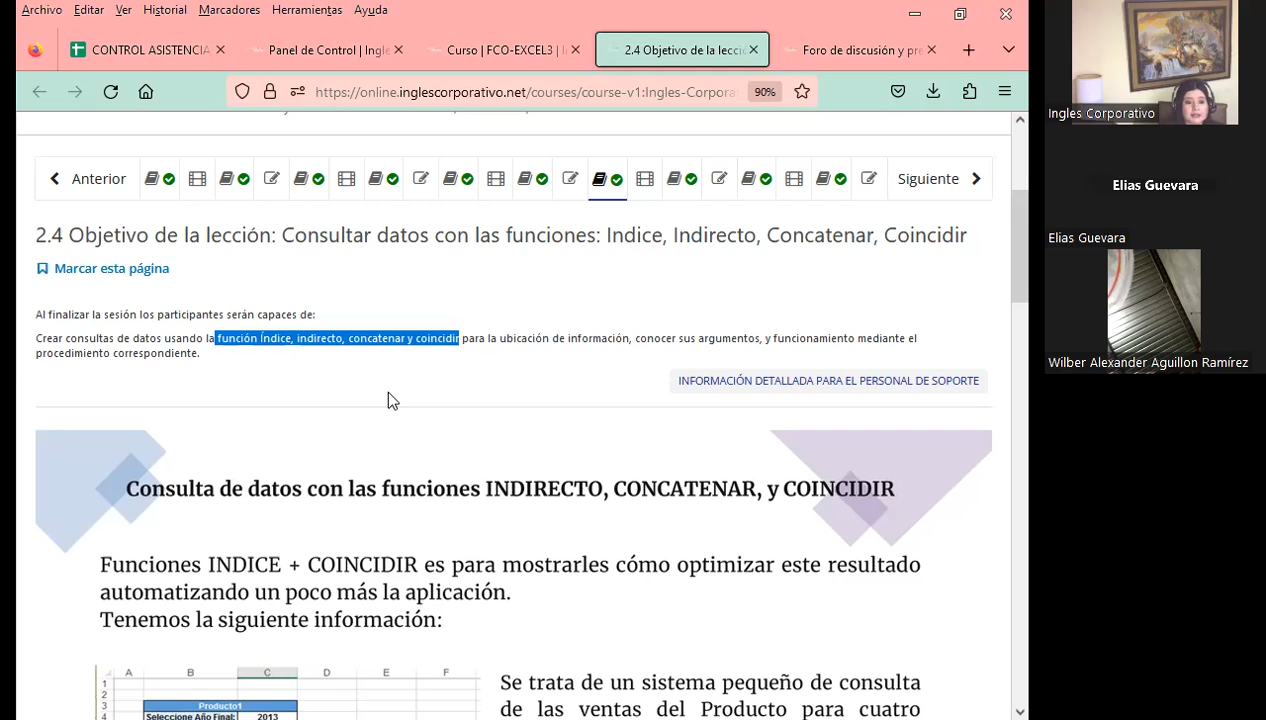 Archivo Editar Ver Historial Marcadores Herramientas Ayuda
CONTROL ASISTENCIA
Panel de Control | Ingle
Curso | FCO-EXCEL3 | I
2.4 Objetivo de la lecci
Foro de discusión y pre
https://online.inglescorporativo.net/courses/course-v1:Ingles-Corpora
90%
Anterior
Siguiente
2.4 Objetivo de la lección: Consultar datos con las funciones: Indice, Indirecto, Concatenar, Coincidir
Marcar esta página
Al finalizar la sesión los participantes serán capaces de:
Crear consultas de datos usando la función Índice, indirecto, concatenar y coincidir para la ubicación de información, conocer sus argumentos, y funcionamiento mediante el
procedimiento correspondiente.
INFORMACIÓN DETALLADA PARA EL PERSONAL DE SOPORTE
Consulta de datos con las funciones INDIRECTO, CONCATENAR, y COINCIDIR
Funciones INDICE + COINCIDIR es para mostrarles cómo optimizar este resultado
automatizando un poco más la aplicación.
Tenemos la siguiente información:
A B C D E F
1
2
3 Producto1
4 Seleccione Año Final: 2013
Se trata de un sistema pequeño de consulta
de las ventas del Producto para cuatro
Ingles Corporativo
Elias Guevara
Elias Guevara
Wilber Alexander Aguillon Ramírez